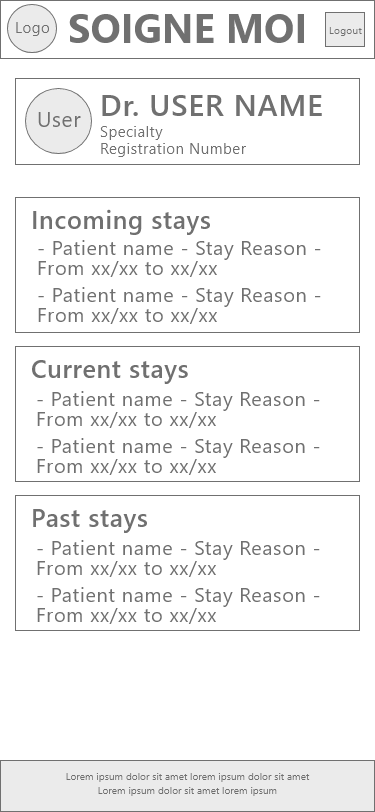 Logo
SOIGNE MOI
Logout
User
Dr. USER NAME
Specialty
Registration Number
Incoming stays
- Patient name - Stay Reason -
From xx/xx to xx/xx
- Patient name - Stay Reason -
From xx/xx to xx/xx
Current stays
- Patient name - Stay Reason -
From xx/xx to xx/xx
- Patient name - Stay Reason -
From xx/xx to xx/xx
Past stays
- Patient name - Stay Reason -
From xx/xx to xx/xx
- Patient name - Stay Reason -
From xx/xx to xx/xx
Lorem ipsum dolor sit amet lorem ipsum dolor sit amet
Lorem ipsum dolor sit amet lorem ipsum